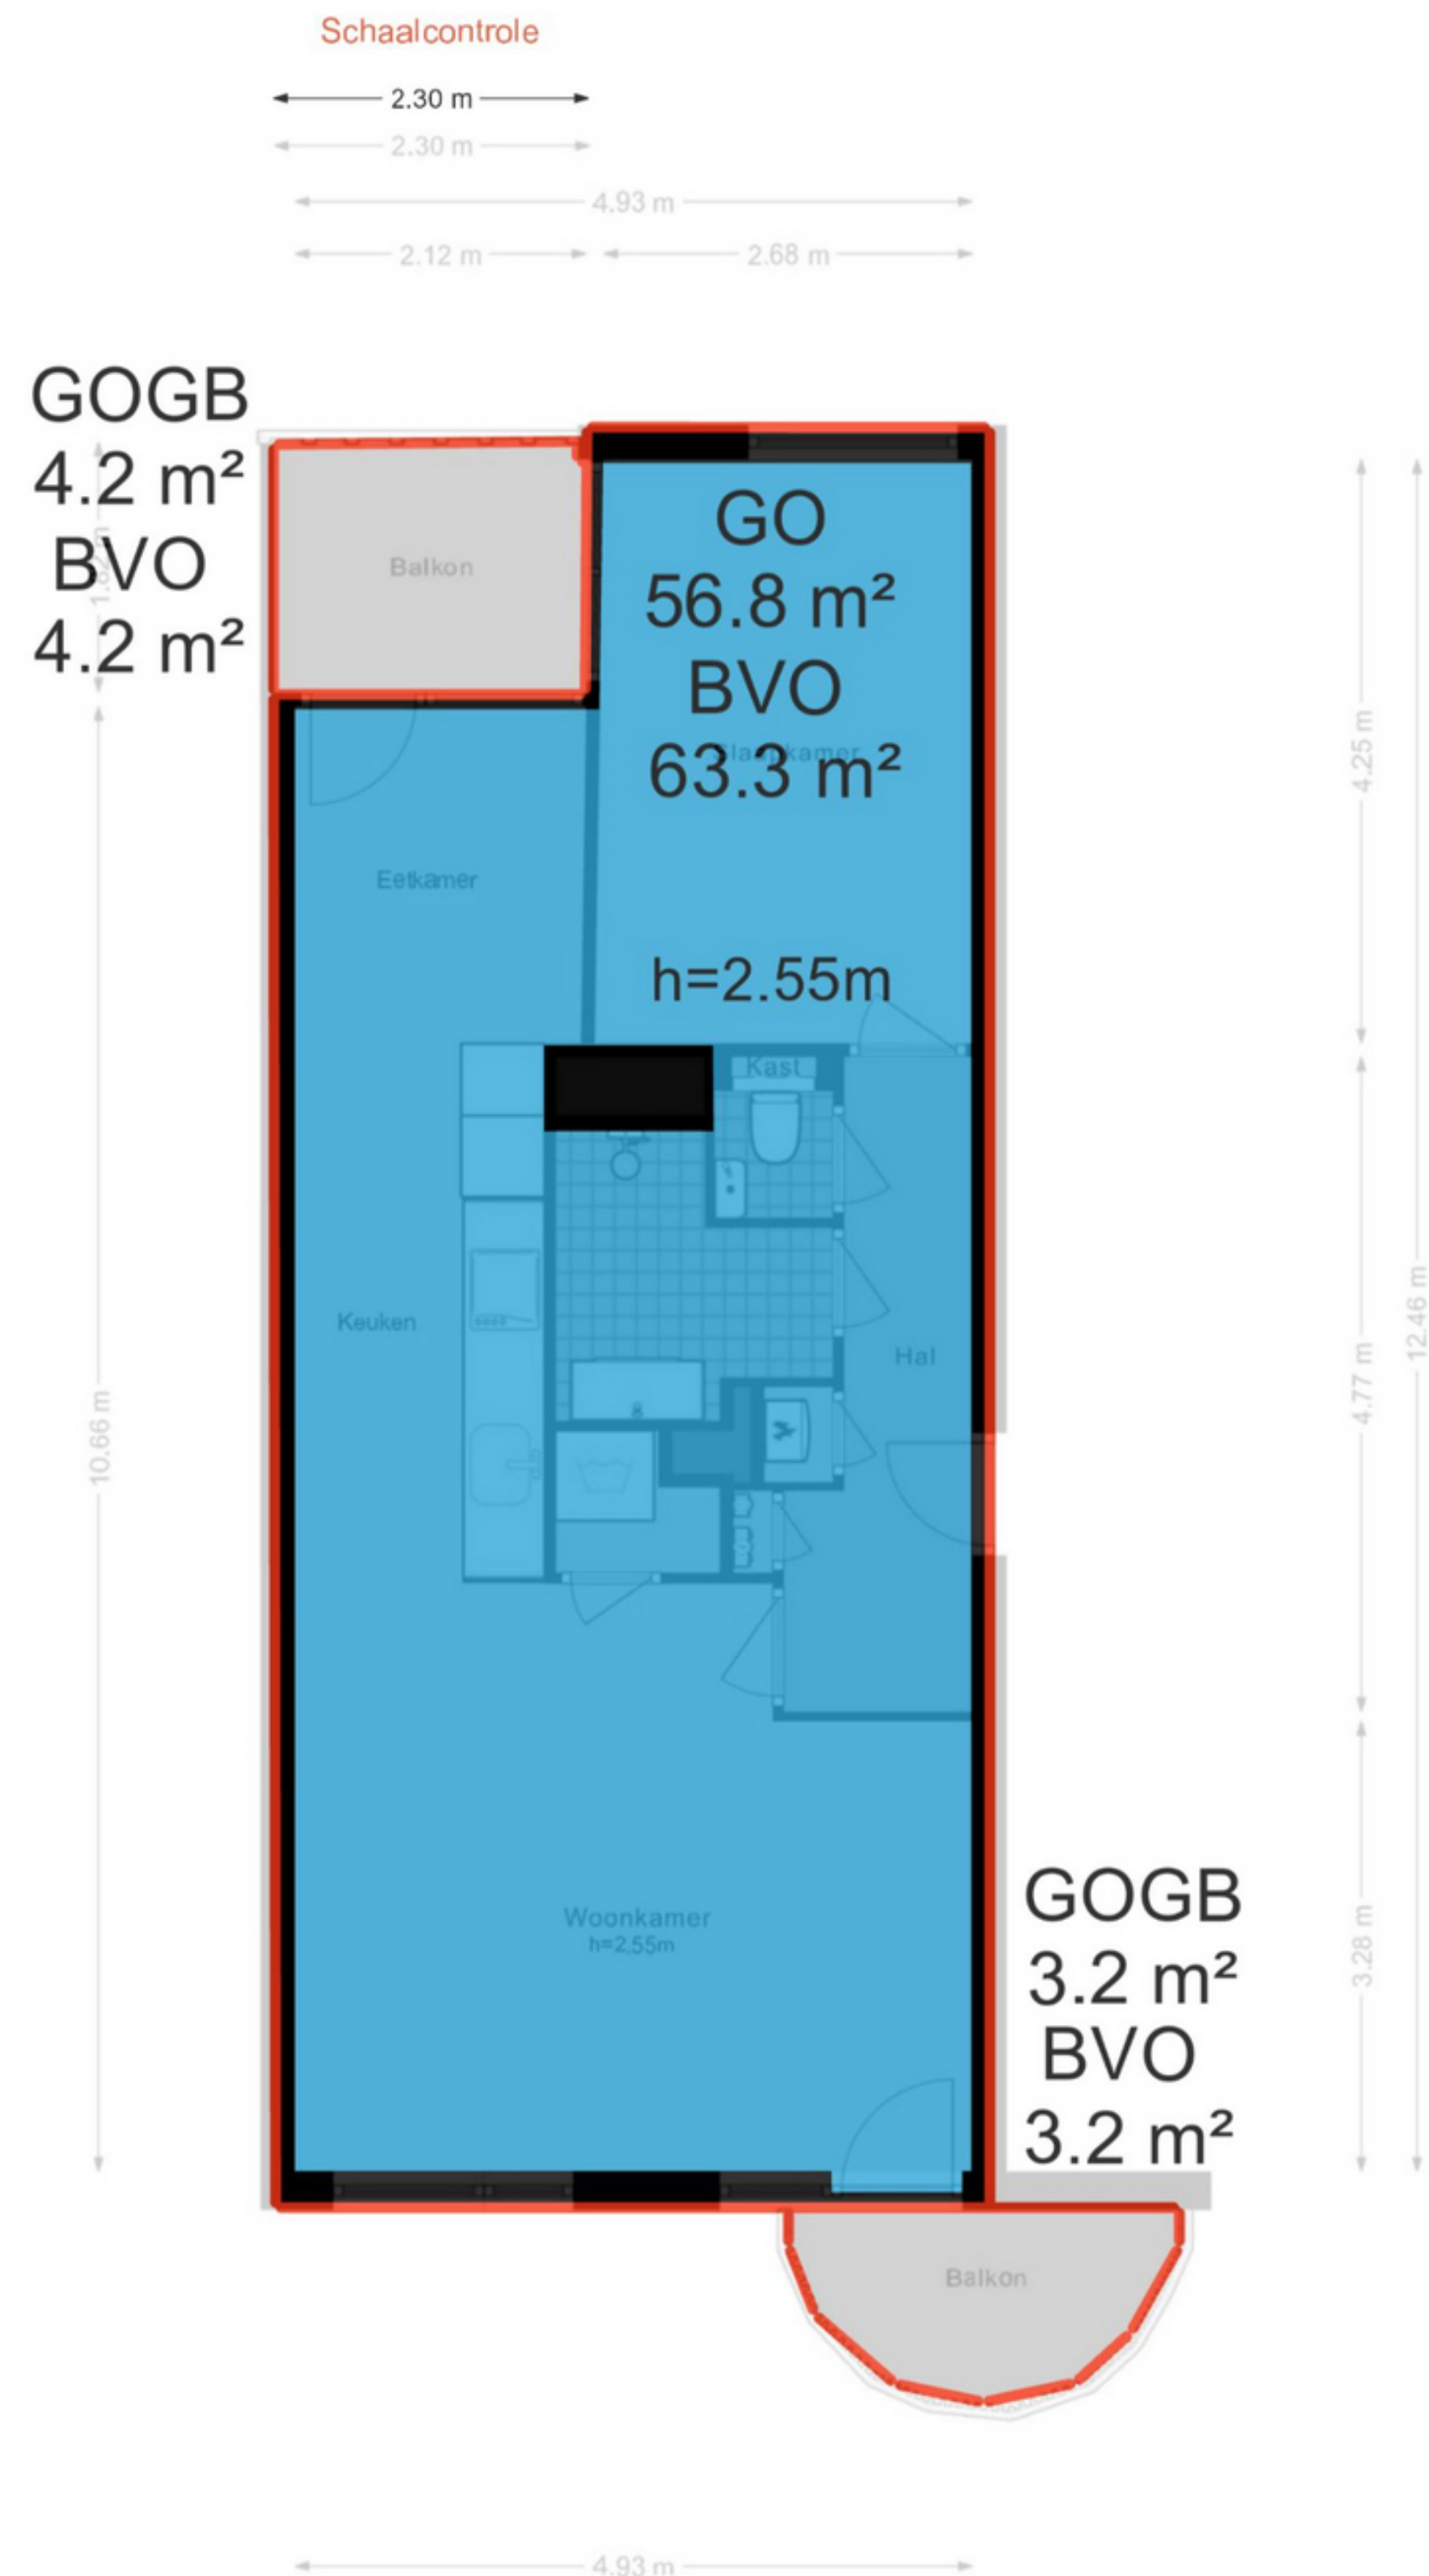 Schaalcontrole
2.30 m
2.30 m
4.93 m
2.12 m
2.68 m
GOGB
4.2 m²
BVO
4.2 m²
1.82 m
Balkon
GO
56.8 m²
BVO
63.3 m²
Slaapkamer
4.25 m
Eetkamer
h=2.55m
Kast
Keuken
Hal
12.46 m
4.77 m
10.66 m
Woonkamer
h=2,55m
GOGB
3.2 m²
BVO
3.2 m²
3.28 m
Balkon
4.93 m